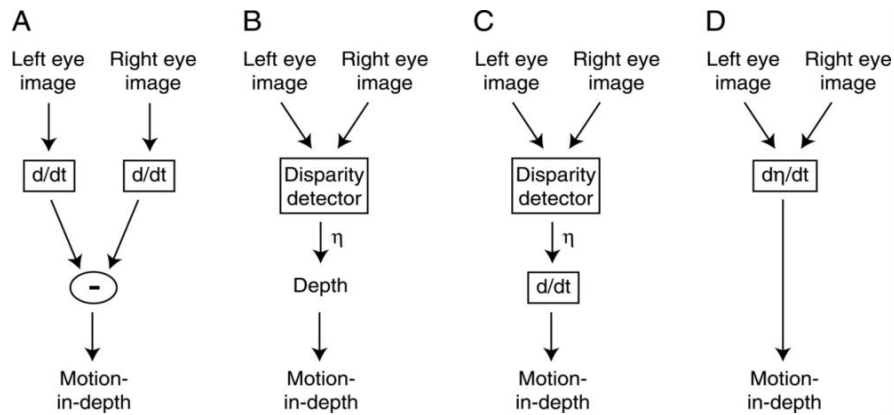 A
Left eye
image
Right eye
image
d/dt
d/dt
-
Motion-
in-depth
B
Left eye
image
Right eye
image
Disparity
detector
η
Depth
Motion-
in-depth
C
Left eye
image
Right eye
image
Disparity
detector
η
d/dt
Motion-
in-depth
D
Left eye
image
Right eye
image
dη/dt
Motion-
in-depth